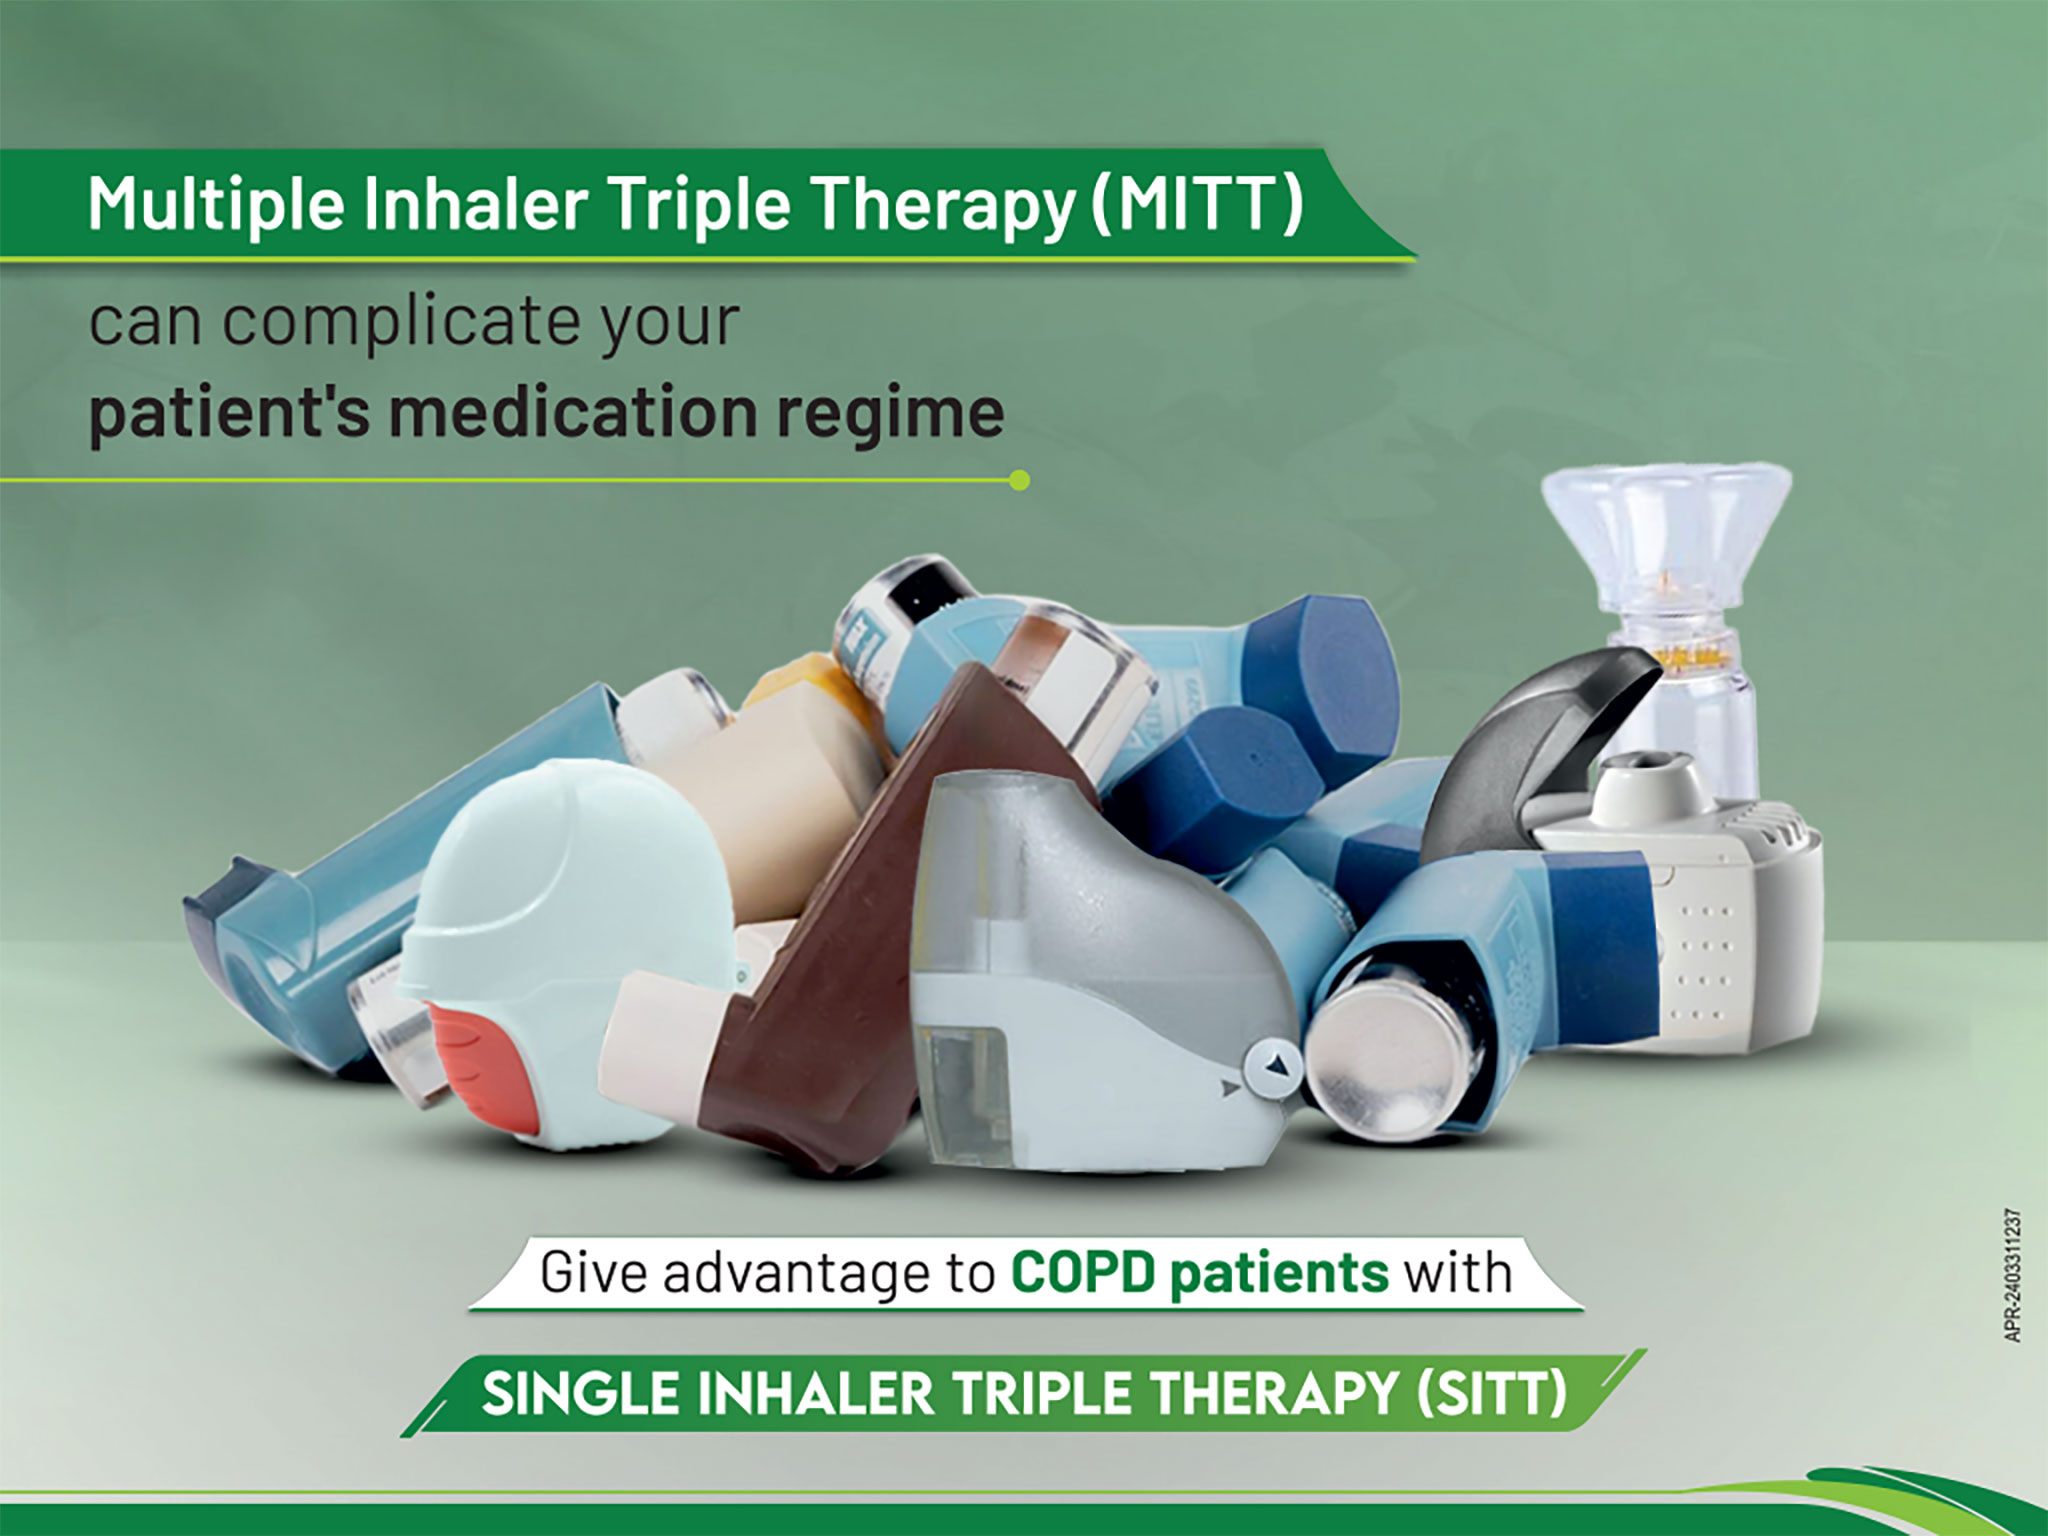 Multiple Inhaler Triple Therapy (MITT)
can complicate your
patient's medication regime
Give advantage to COPD patients with
SINGLE INHALER TRIPLE THERAPY (SITT)
APR-240311237